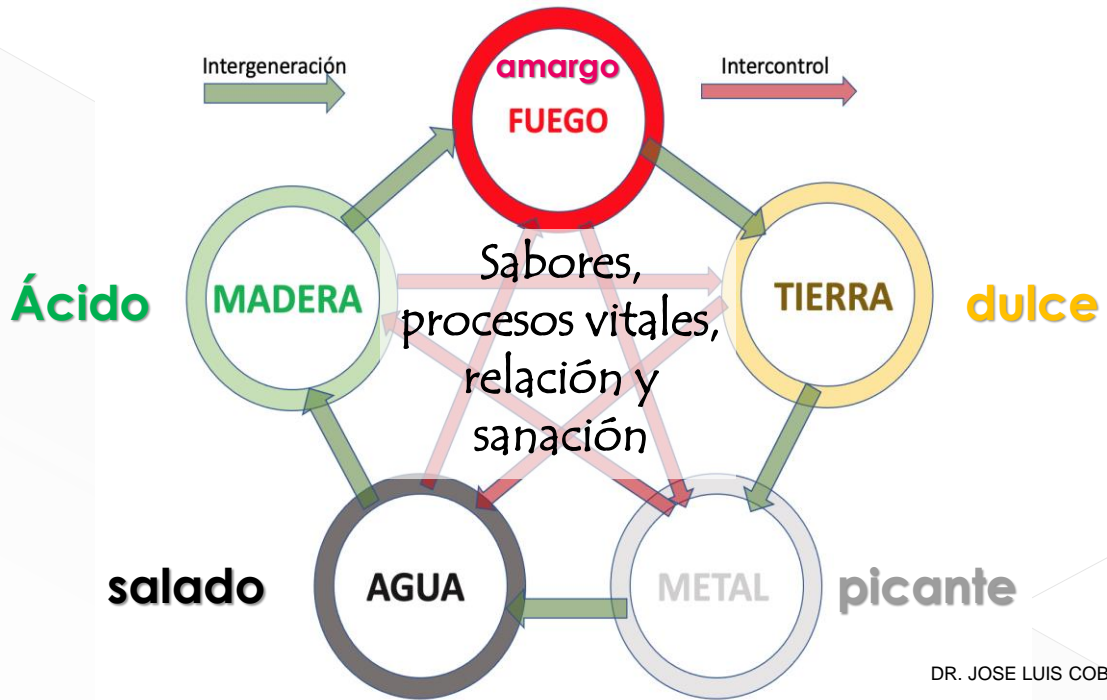 Intergeneración
Intercontrol
amargo
FUEGO
Ácido
MADERA
Sabores,
procesos vitales,
relación y
sanación
TIERRA
dulce
salado
AGUA
METAL
picante
DR. JOSE LUIS COB